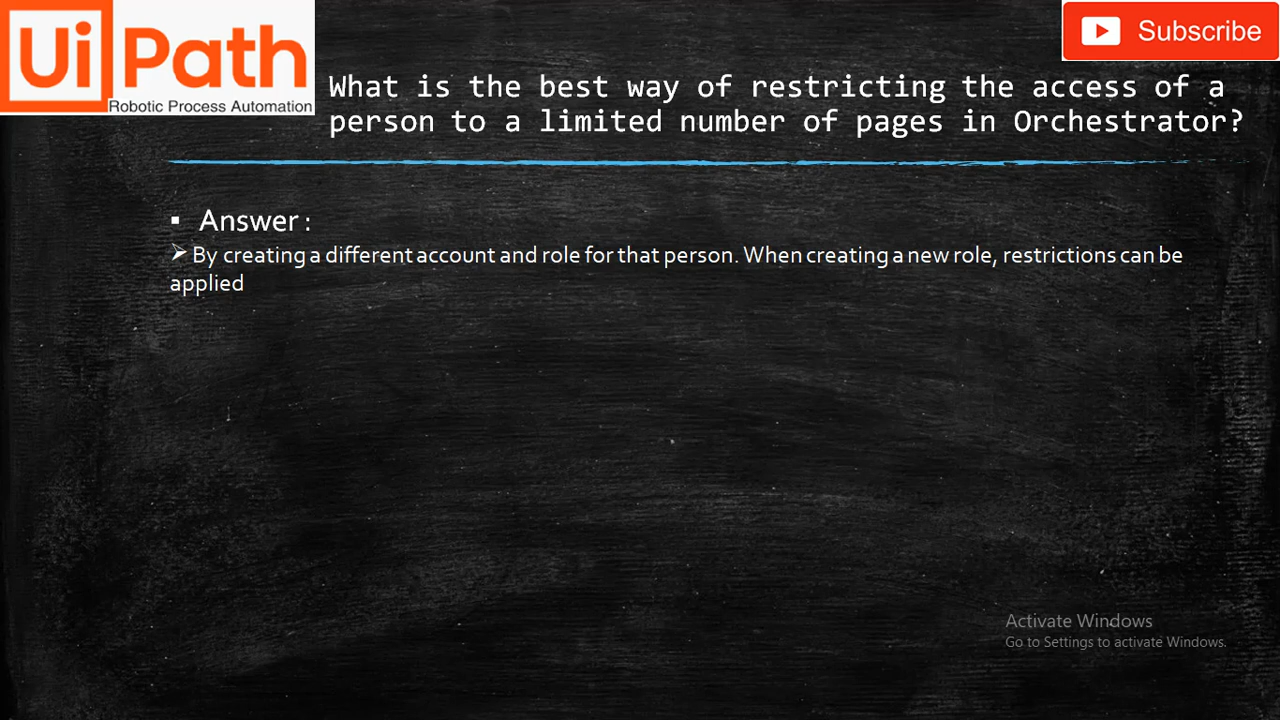 UiPath
Robotic Process Automation
Subscribe
What is the best way of restricting the access of a
person to a limited number of pages in Orchestrator?
▪ Answer :
➢ By creating a different account and role for that person. When creating a new role, restrictions can be
applied
Activate Windows
Go to Settings to activate Windows.